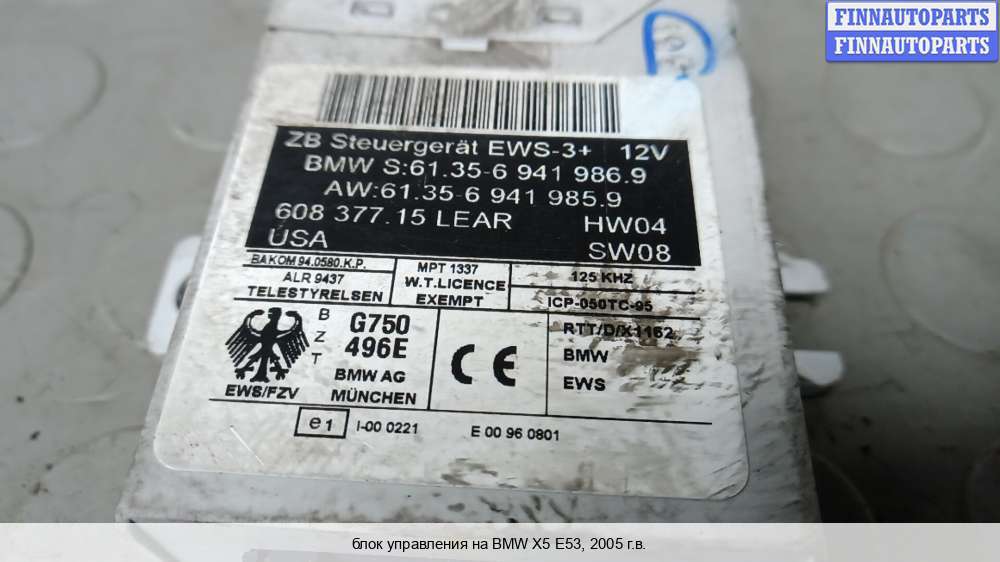 FINNAUTOPARTS
FINNAUTOPARTS
ZB Steuergerät EWS-3+ 12V
BMW S:61.35-6 941 986.9
AW:61.35-6 941 985.9
608 377.15 LEAR HW04
USA SW08
BAKOM 94.0580.K.P.
ALR 9437
TELESTYRELSEN
MPT 1337
W.T.LICENCE
EXEMPT
125 KHZ
ICP-050TC-95
B
Z
T
G750
496E
EWS/FZV
BMW AG
MÜNCHEN
CE
RTT/D/X1162
BMW
EWS
e1 I-00 0221 E 00 96 0801
блок управления на BMW X5 E53, 2005 г.в.